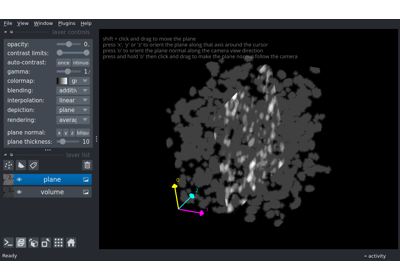 File View Window Plugins Help
layer controls
opacity: 0.
contrast limits:
auto-contrast: once
gamma: 1.
colormap:
blending: additi
interpolation: linear
depiction: plane
rendering: averag
plane normal: x y z
plane thickness: 10
layer list
plane
volume
Ready
activity
shift + click and drag to move the plane
press 'x', 'y' or 'z' to orient the plane along that axis around the cursor
press 'o' to orient the plane normal along the camera view direction
press and hold 'o' then click and drag to make the plane normal follow the camera